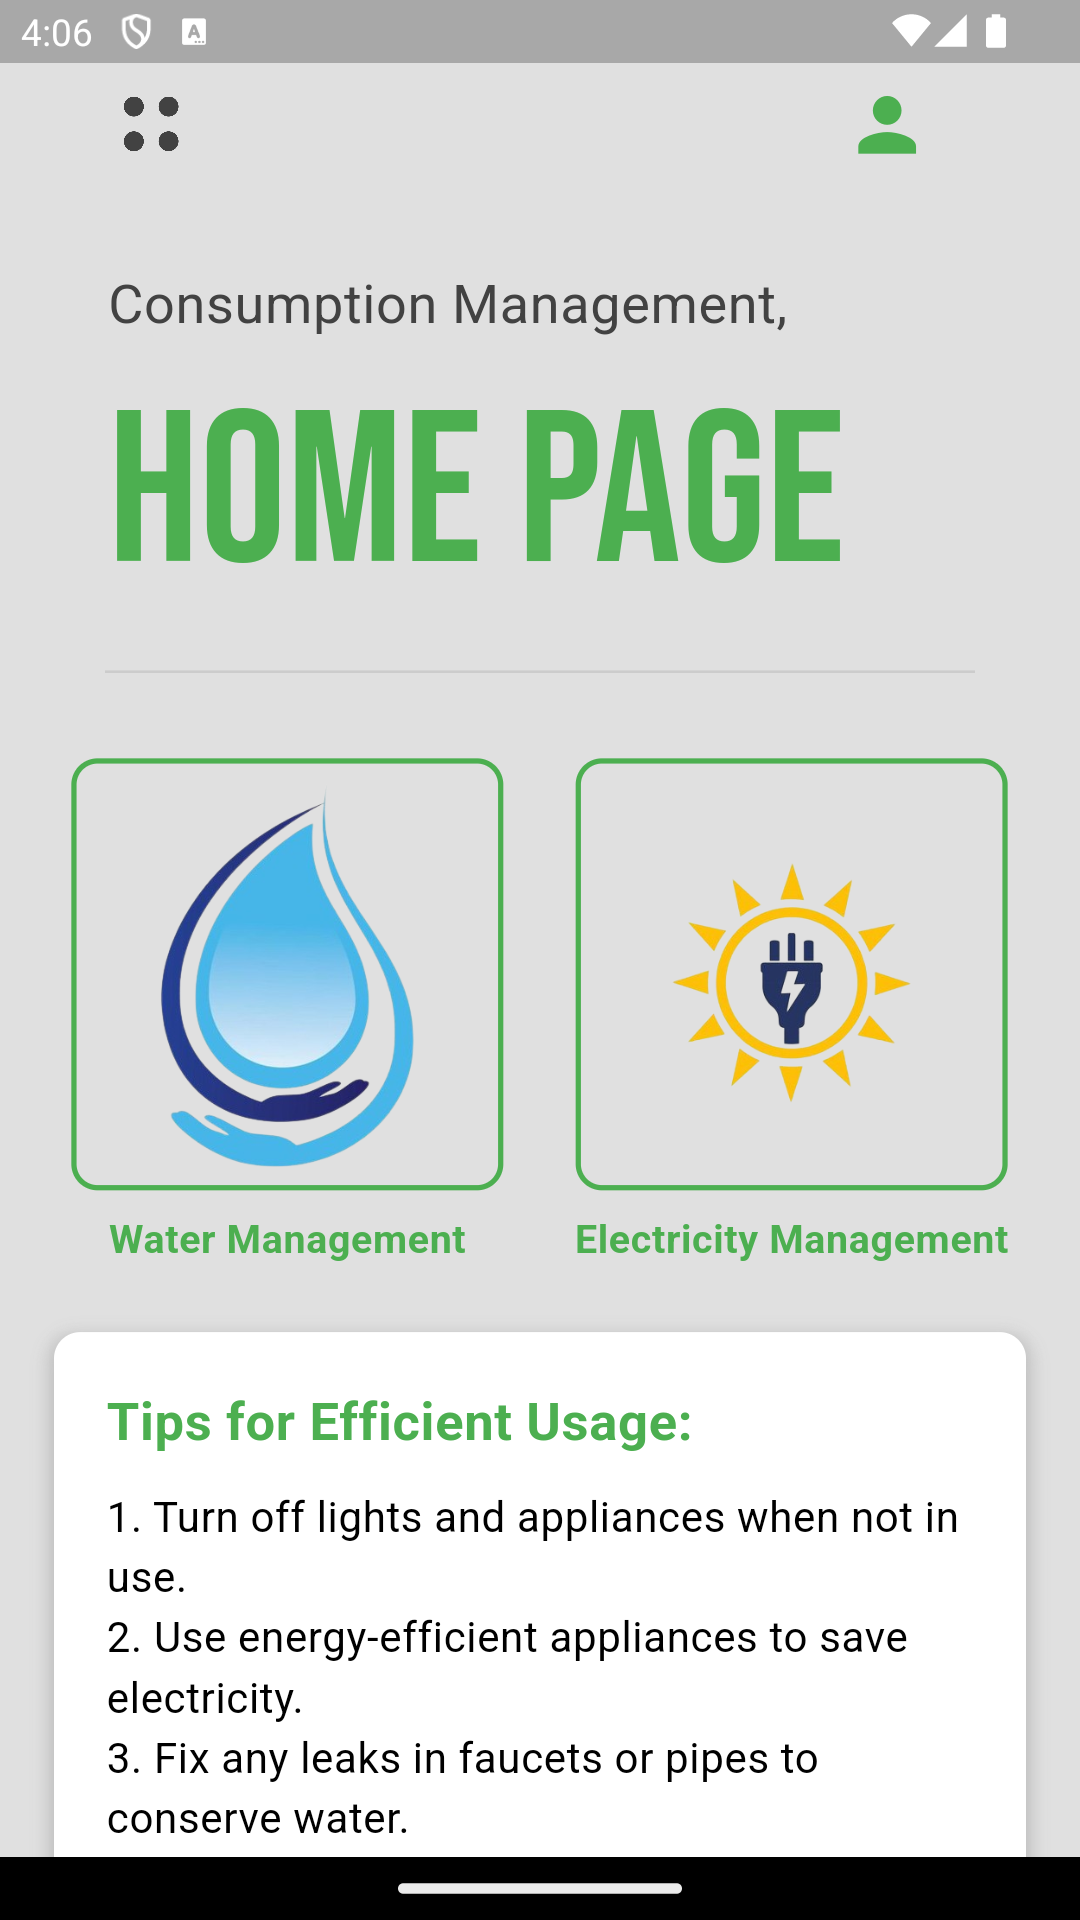 4:06
Consumption Management,
HOME PAGE
Water Management
Electricity Management
Tips for Efficient Usage:
1. Turn off lights and appliances when not in
use.
2. Use energy-efficient appliances to save
electricity.
3. Fix any leaks in faucets or pipes to
conserve water.